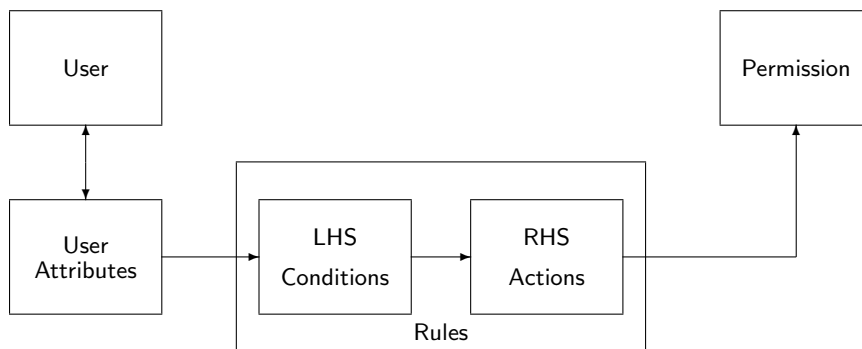 User
Permission
User
Attributes
LHS
Conditions
RHS
Actions
Rules